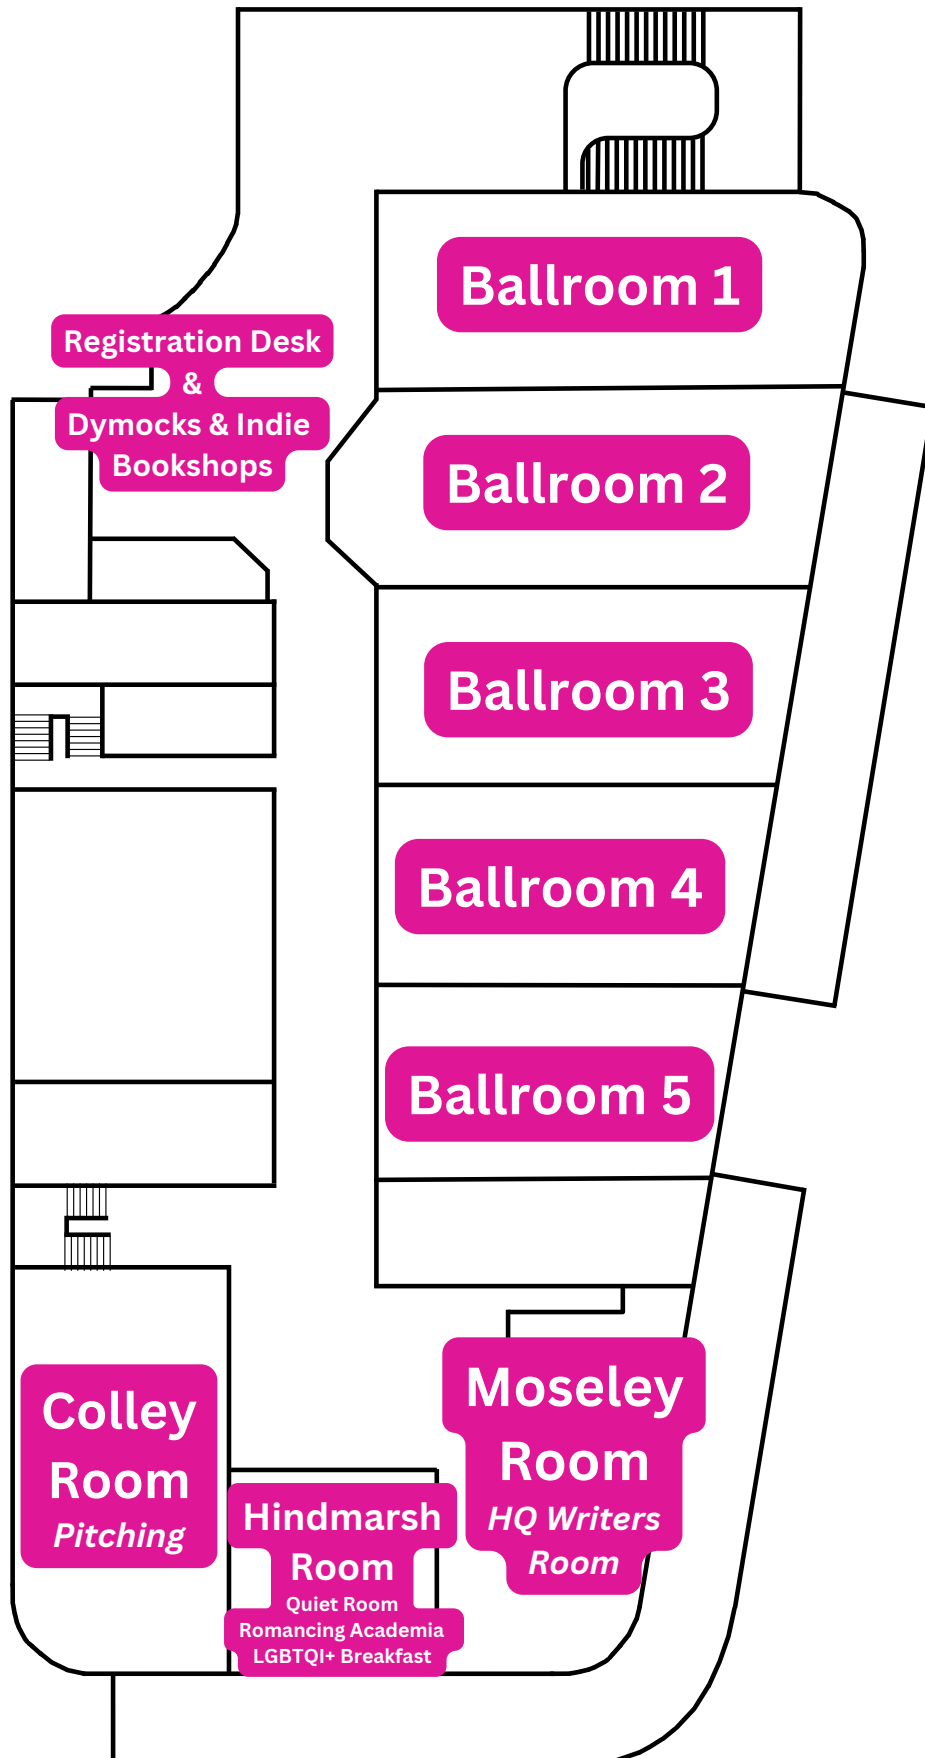 Ballroom 1
Registration Desk
&
Dymocks & Indie
Bookshops
Ballroom 2
Ballroom 3
Ballroom 4
Ballroom 5
Colley
Room
Pitching
Moseley
Room
HQ Writers
Room
Hindmarsh
Room
Quiet Room
Romancing Academia
LGBTQI+ Breakfast